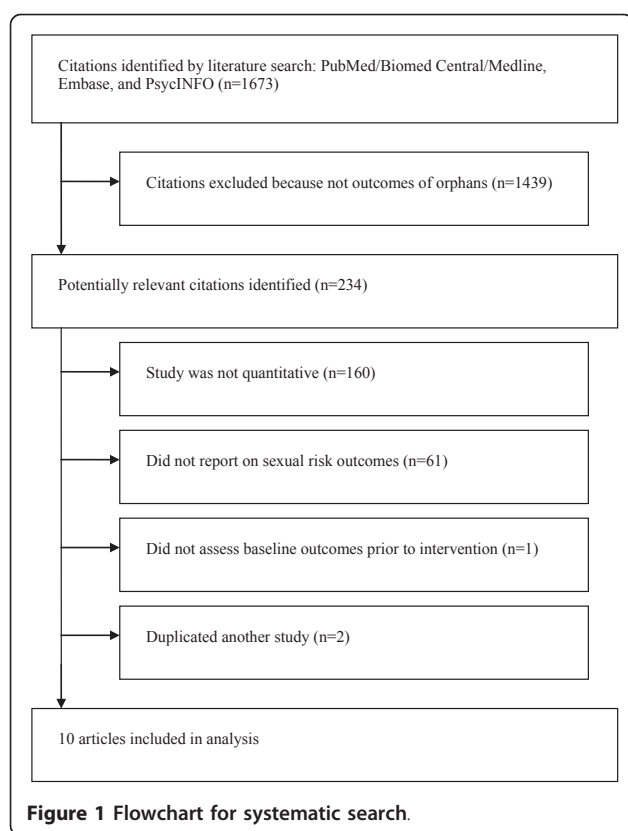 Citations identified by literature search: PubMed/Biomed Central/Medline,
Embase, and PsycINFO (n=1673)
Citations excluded because not outcomes of orphans (n=1439)
Potentially relevant citations identified (n=234)
Study was not quantitative (n=160)
Did not report on sexual risk outcomes (n=61)
Did not assess baseline outcomes prior to intervention (n=1)
Duplicated another study (n=2)
10 articles included in analysis
Figure 1 Flowchart for systematic search.